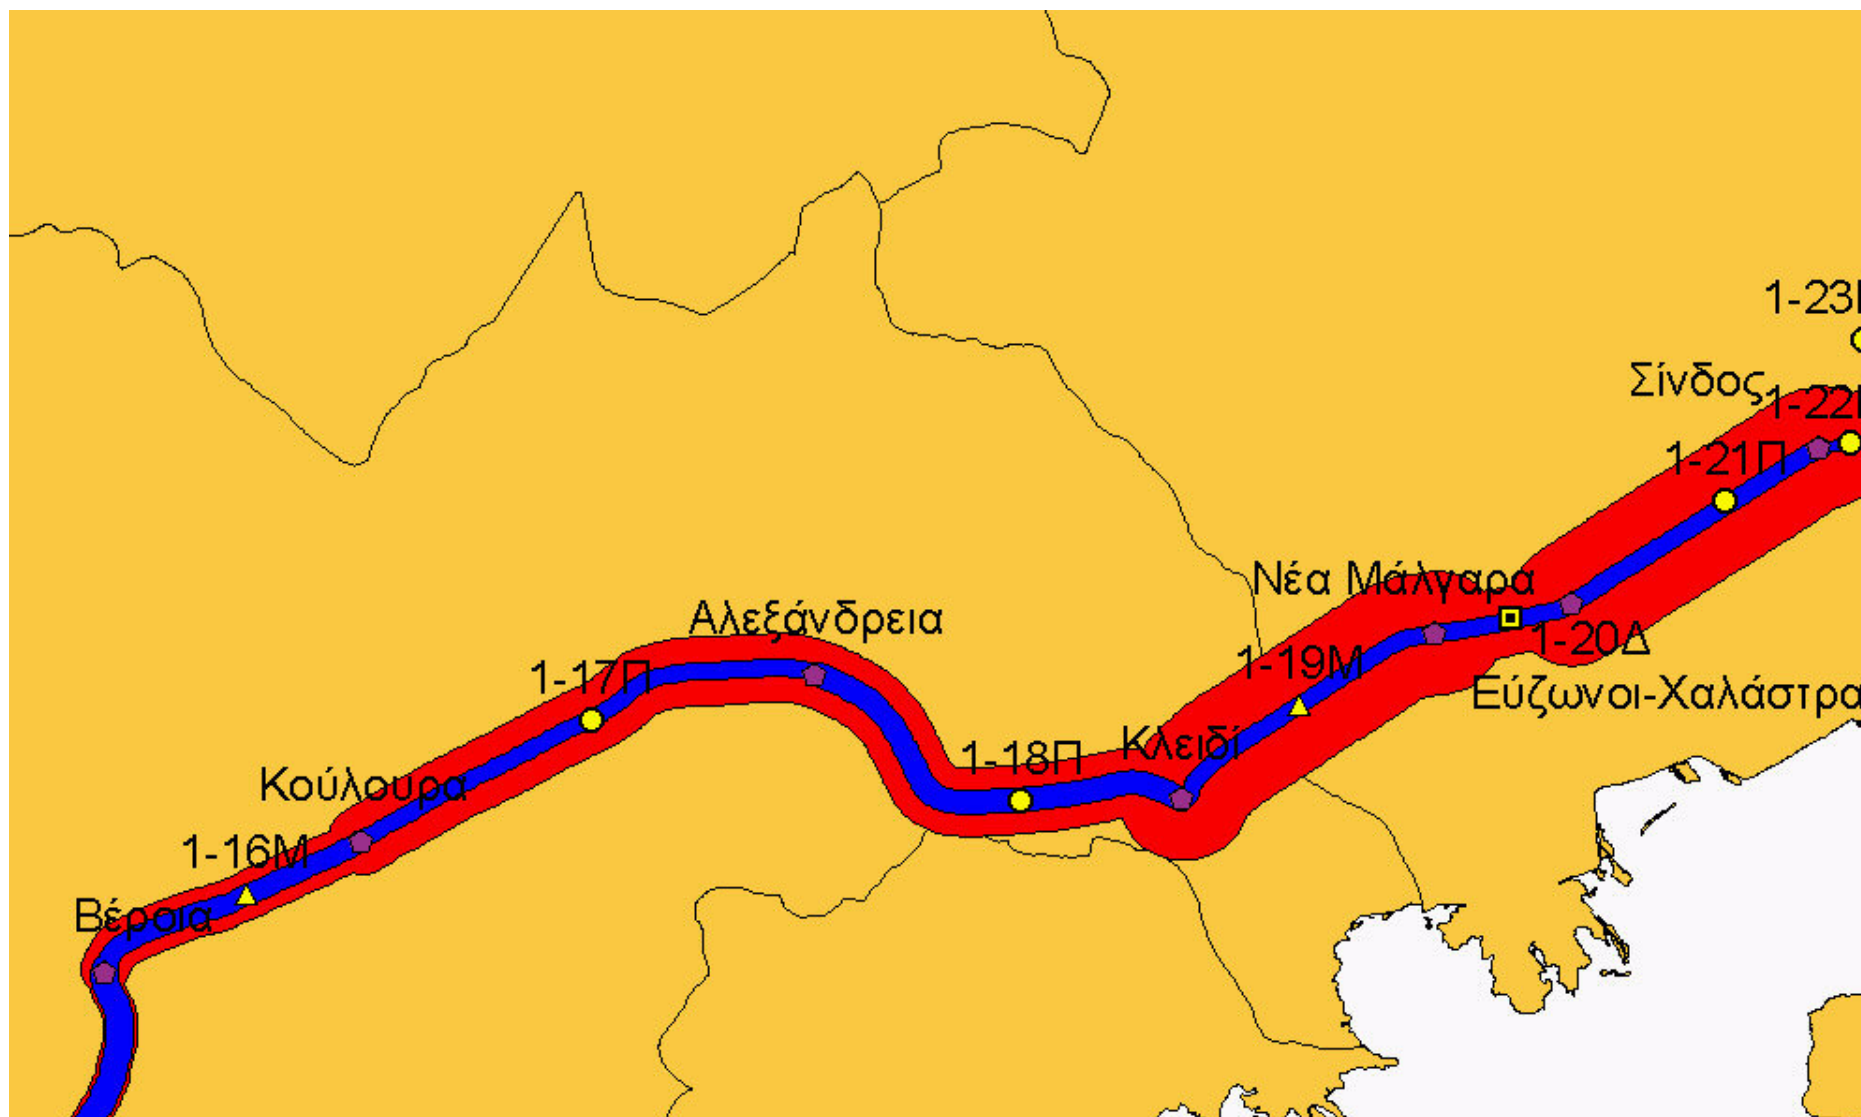 1-23
Σίνδος
1-22
1-21Π
Νέα Μάλγαρα
Αλεξάνδρεια
1-20Δ
1-19Μ
1-17Π
Εύζωνοι-Χαλάστρα
Κλειδί
1-18Π
Κούλουρα
1-16Μ
Βέροια